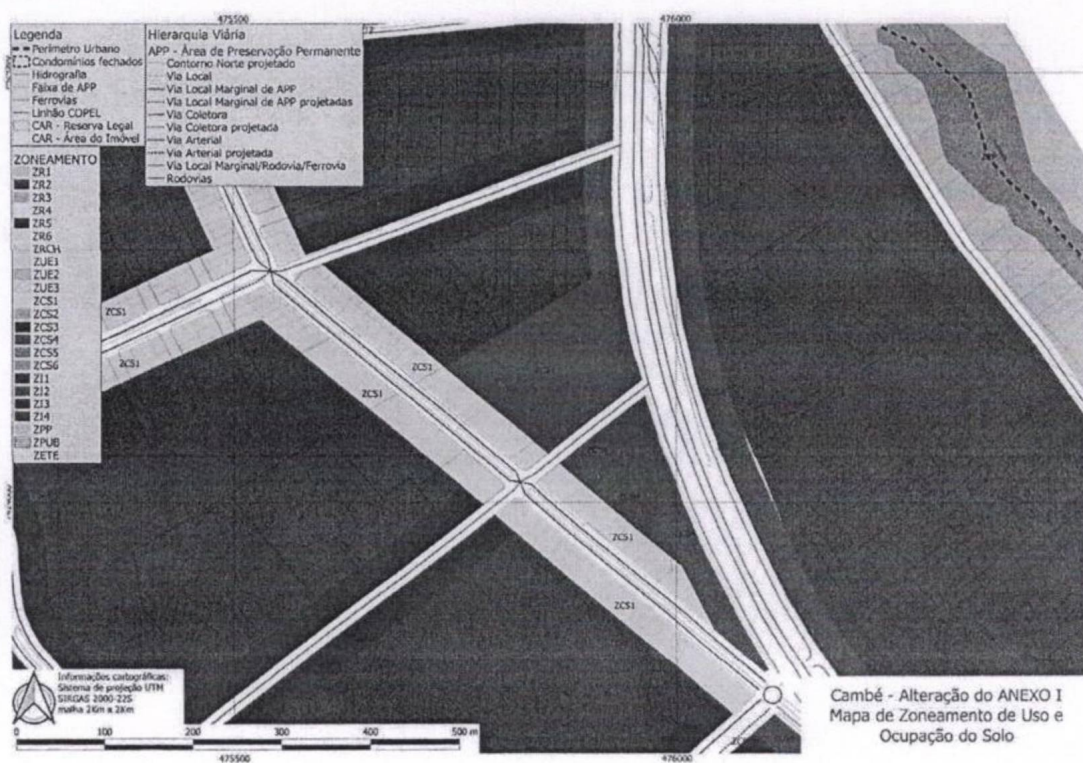 475500
476000
Legenda
Perímetro Urbano
Condomínios fechados
Hidrografia
Faixa de APP
Ferrovias
Linhão COPEL
CAR - Reserva Legal
CAR - Área do Imóvel
Hierarquia Viária
APP - Área de Preservação Permanente
Contorno Norte projetado
Via Local
Via Local Marginal de APP
Via Local Marginal de APP projetadas
Via Coletora
Via Coletora projetada
Via Arterial
Via Arterial projetada
Via Local Marginal/Rodovia/Ferrovia
Rodovias
ZONEAMENTO
ZR1
ZR2
ZR3
ZR4
ZR5
ZR6
ZRCH
ZUE1
ZUE2
ZUE3
ZCS1
ZCS2
ZCS3
ZCS4
ZCS5
ZCS6
ZI1
ZI2
ZI3
ZI4
ZPP
ZPUB
ZETE
ZCS1
ZCS1
ZCS1
ZCS1
ZCS1
ZCS1
Informações cartográficas:
Sistema de projeção UTM
SIRGAS 2000-22S
malha 2Km x 2Km
0 100 200 300 400 500 m
475500
476000
Cambé - Alteração do ANEXO I
Mapa de Zoneamento de Uso e
Ocupação do Solo